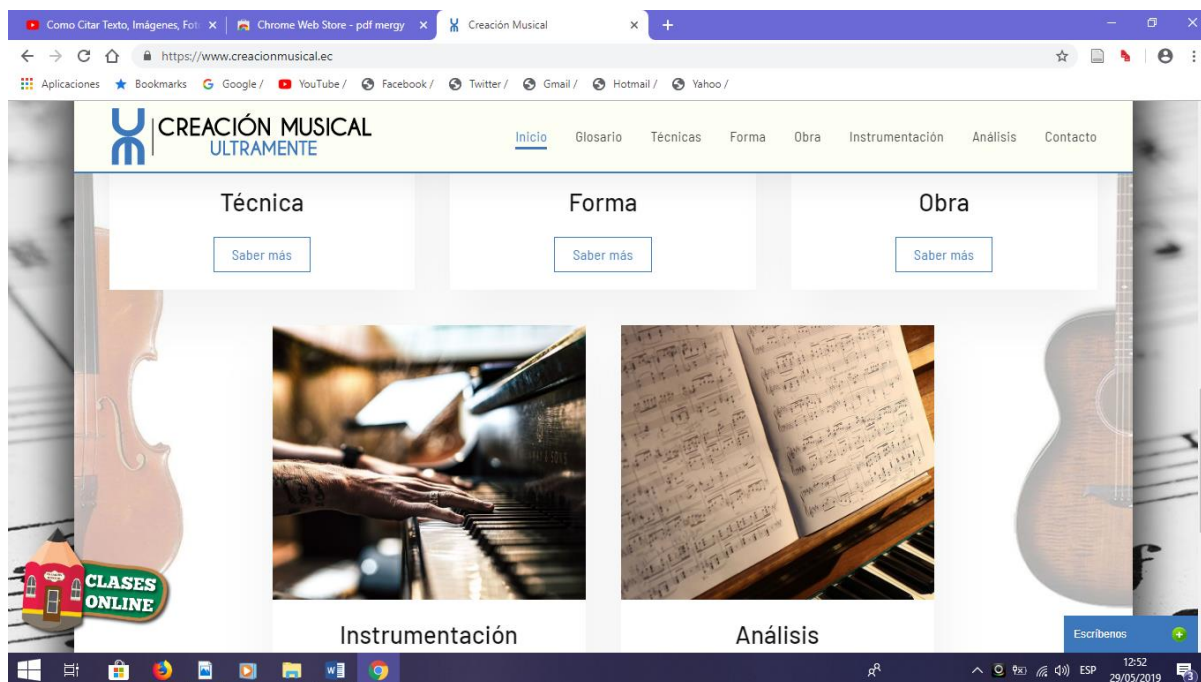 Como Citar Texto, Imágenes, Fot
Chrome Web Store - pdf mergy
Creación Musical
https://www.creacionmusical.ec
Aplicaciones Bookmarks Google / YouTube / Facebook / Twitter / Gmail / Hotmail / Yahoo /
CREACIÓN MUSICAL
ULTRAMENTE
Inicio Glosario Técnicas Forma Obra Instrumentación Análisis Contacto
Técnica Forma Obra
Saber más Saber más Saber más
CLASES
ONLINE
Instrumentación Análisis
Escríbenos
ESP
12:52
29/05/2019